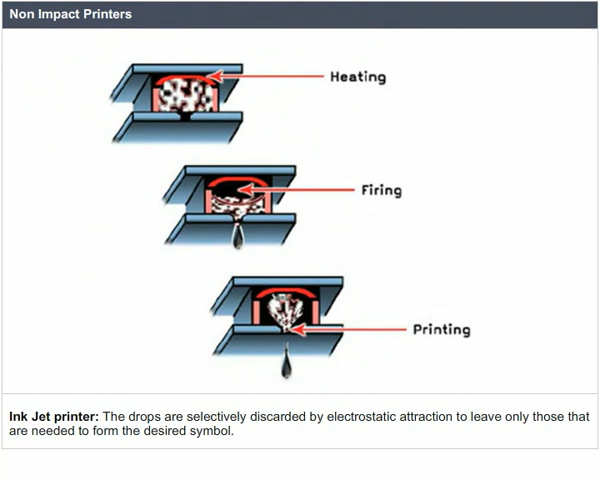 Non Impact Printers
Heating
Firing
Printing
Ink Jet printer: The drops are selectively discarded by electrostatic attraction to leave only those that
are needed to form the desired symbol.